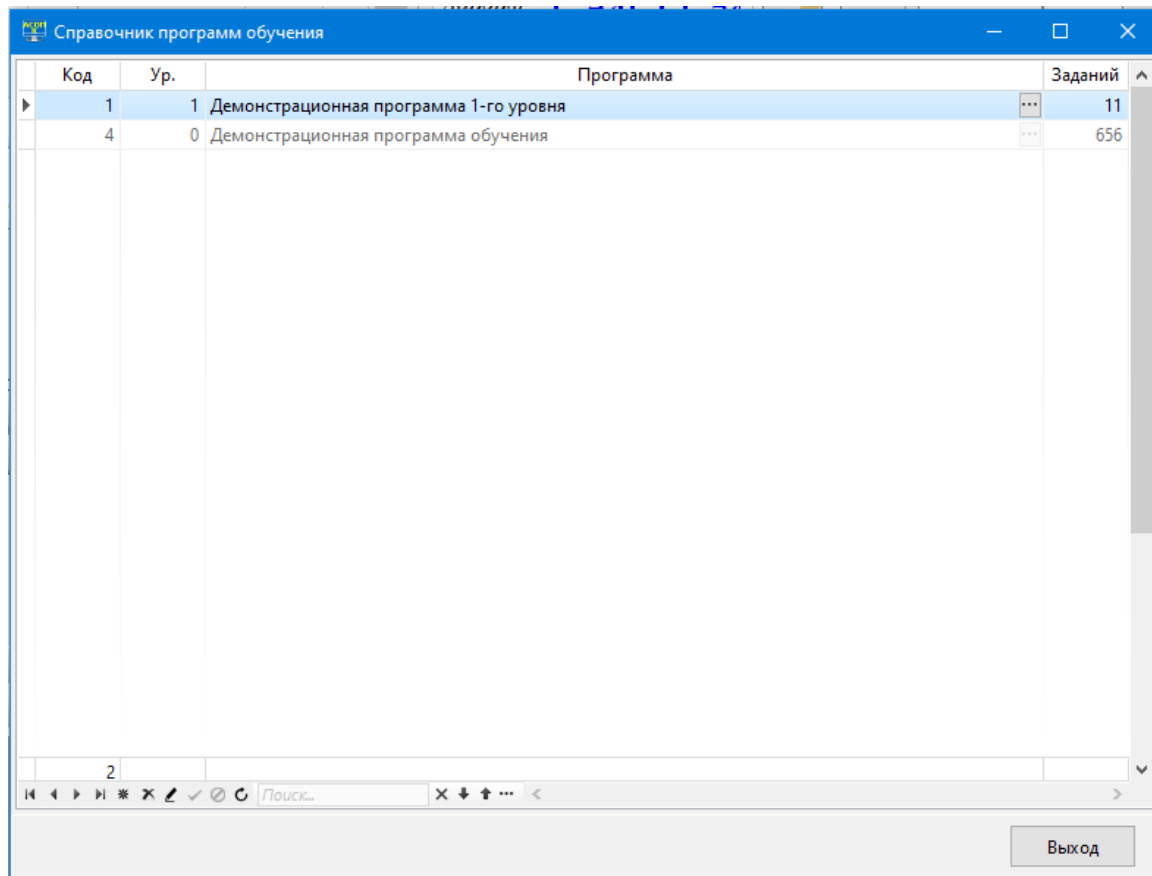 АСОП Справочник программ обучения
Код Ур. Программа Заданий
1 1 Демонстрационная программа 1-го уровня ... 11
4 0 Демонстрационная программа обучения ... 656
2
Поиск...
Выход